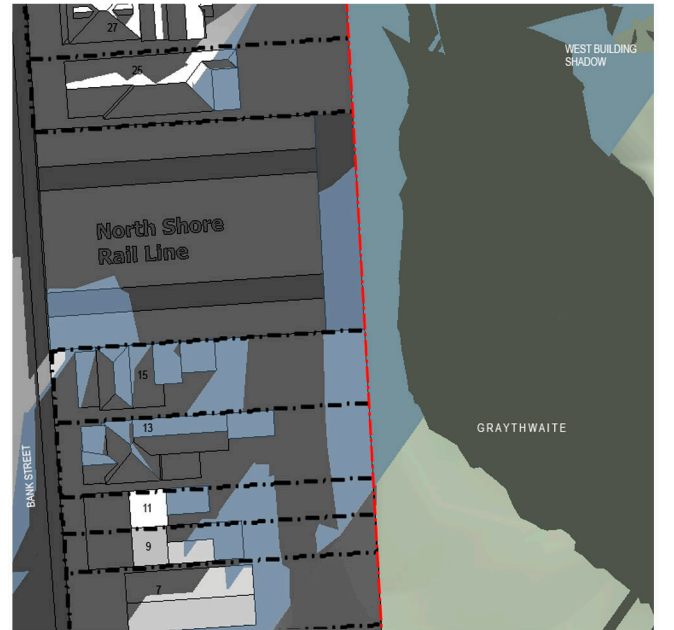 27
WEST BUILDING
SHADOW
25
North Shore
Rail Line
15
13
GRAYTHWAITE
BANK STREET
11
9
7